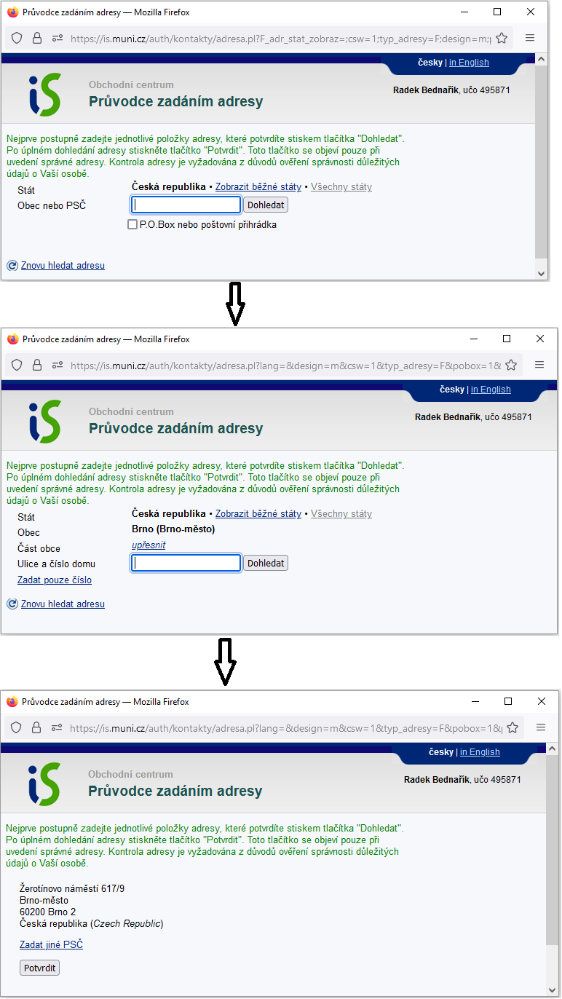 Průvodce zadáním adresy — Mozilla Firefox
https://is.muni.cz/auth/kontakty/adresa.pl?F_adr_stat_zobraz=;csw=1;typ_adresy=F;design=m;
česky | in English
iS
Obchodní centrum
Průvodce zadáním adresy
Radek Bednařík, učo 495871
Nejprve postupně zadejte jednotlivé položky adresy, které potvrdíte stiskem tlačítka "Dohledat".
Po úplném dohledání adresy stiskněte tlačítko "Potvrdit". Toto tlačítko se objeví pouze při
uvedení správné adresy. Kontrola adresy je vyžadována z důvodů ověření správnosti důležitých
údajů o Vaší osobě.
Stát Česká republika • Zobrazit běžné státy • Všechny státy
Obec nebo PSČ Dohledat
P.O.Box nebo poštovní přihrádka
Znovu hledat adresu
Průvodce zadáním adresy — Mozilla Firefox
https://is.muni.cz/auth/kontakty/adresa.pl?lang=&design=m&csw=1&typ_adresy=F&pobox=1&
česky | in English
iS
Obchodní centrum
Průvodce zadáním adresy
Radek Bednařík, učo 495871
Nejprve postupně zadejte jednotlivé položky adresy, které potvrdíte stiskem tlačítka "Dohledat".
Po úplném dohledání adresy stiskněte tlačítko "Potvrdit". Toto tlačítko se objeví pouze při
uvedení správné adresy. Kontrola adresy je vyžadována z důvodů ověření správnosti důležitých
údajů o Vaší osobě.
Stát Česká republika • Zobrazit běžné státy • Všechny státy
Obec Brno (Brno-město)
Část obce upřesnit
Ulice a číslo domu Dohledat
Zadat pouze číslo
Znovu hledat adresu
Průvodce zadáním adresy — Mozilla Firefox
https://is.muni.cz/auth/kontakty/adresa.pl?lang=&design=m&csw=1&typ_adresy=F&pobox=1&
česky | in English
iS
Obchodní centrum
Průvodce zadáním adresy
Radek Bednařík, učo 495871
Nejprve postupně zadejte jednotlivé položky adresy, které potvrdíte stiskem tlačítka "Dohledat".
Po úplném dohledání adresy stiskněte tlačítko "Potvrdit". Toto tlačítko se objeví pouze při
uvedení správné adresy. Kontrola adresy je vyžadována z důvodů ověření správnosti důležitých
údajů o Vaší osobě.
Žerotínovo náměstí 617/9
Brno-město
60200 Brno 2
Česká republika (Czech Republic)
Zadat jiné PSČ
Potvrdit